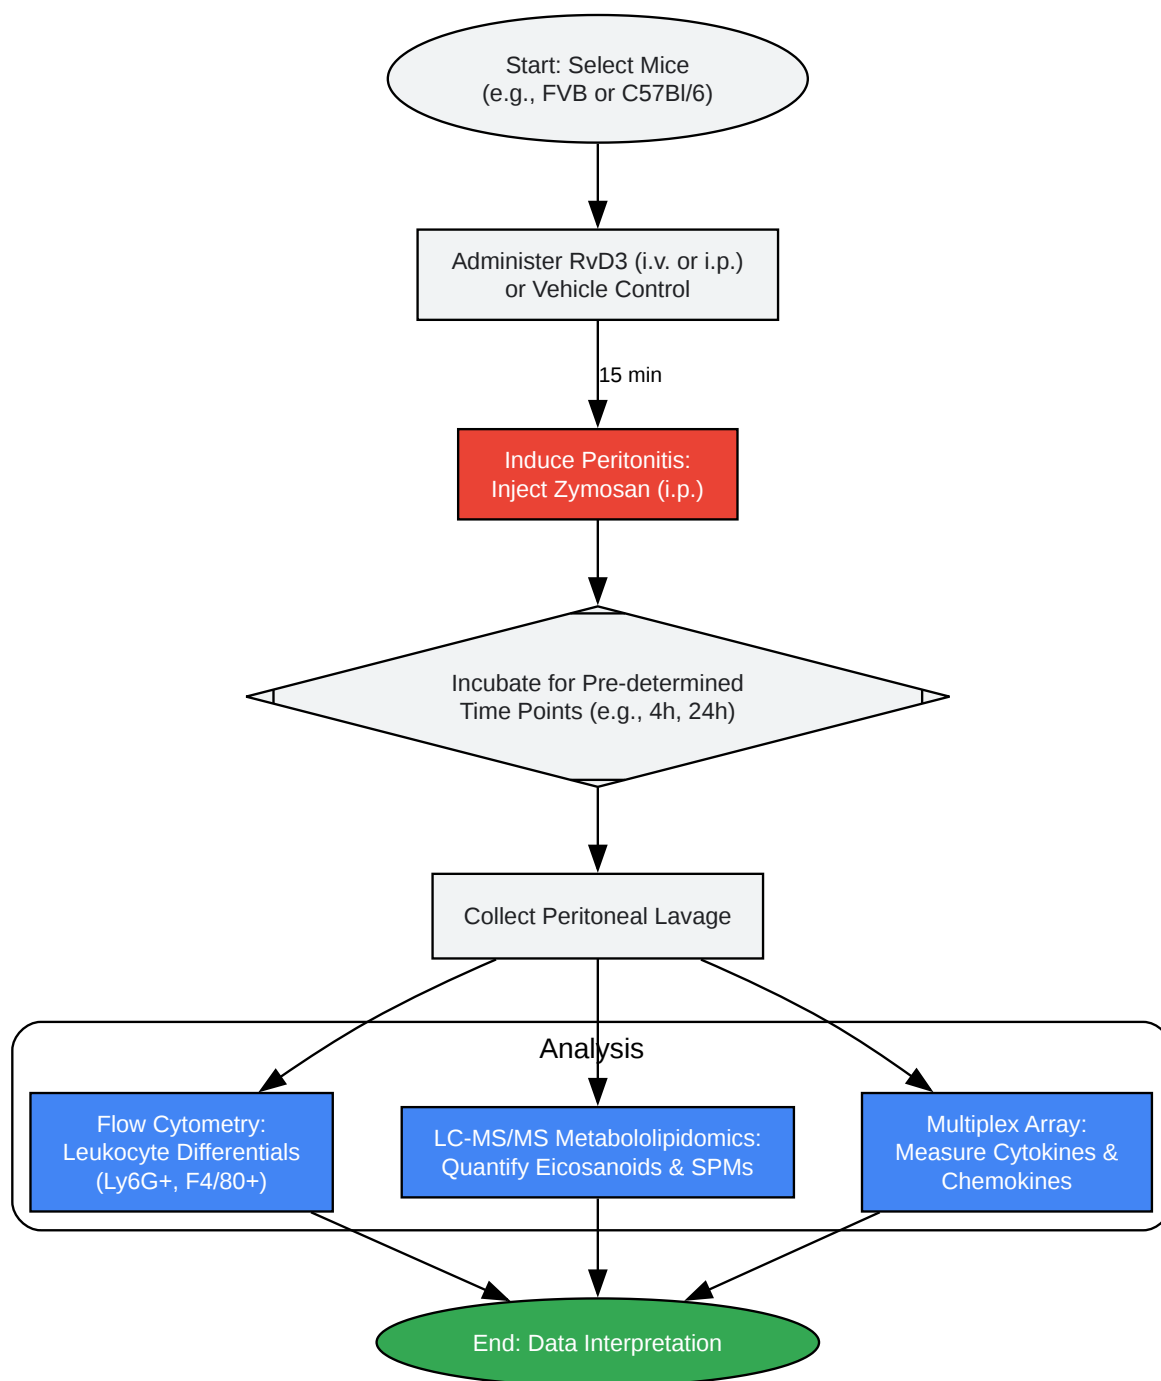 Start: Select Mice
(e.g., FVB or C57Bl/6)
Administer RvD3 (i.v. or i.p.)
or Vehicle Control
15 min
Induce Peritonitis:
Inject Zymosan (i.p.)
Incubate for Pre-determined
Time Points (e.g., 4h, 24h)
Collect Peritoneal Lavage
Analysis
Flow Cytometry:
Leukocyte Differentials
(Ly6G+, F4/80+)
LC-MS/MS Metabololipidomics:
Quantify Eicosanoids & SPMs
Multiplex Array:
Measure Cytokines &
Chemokines
End: Data Interpretation